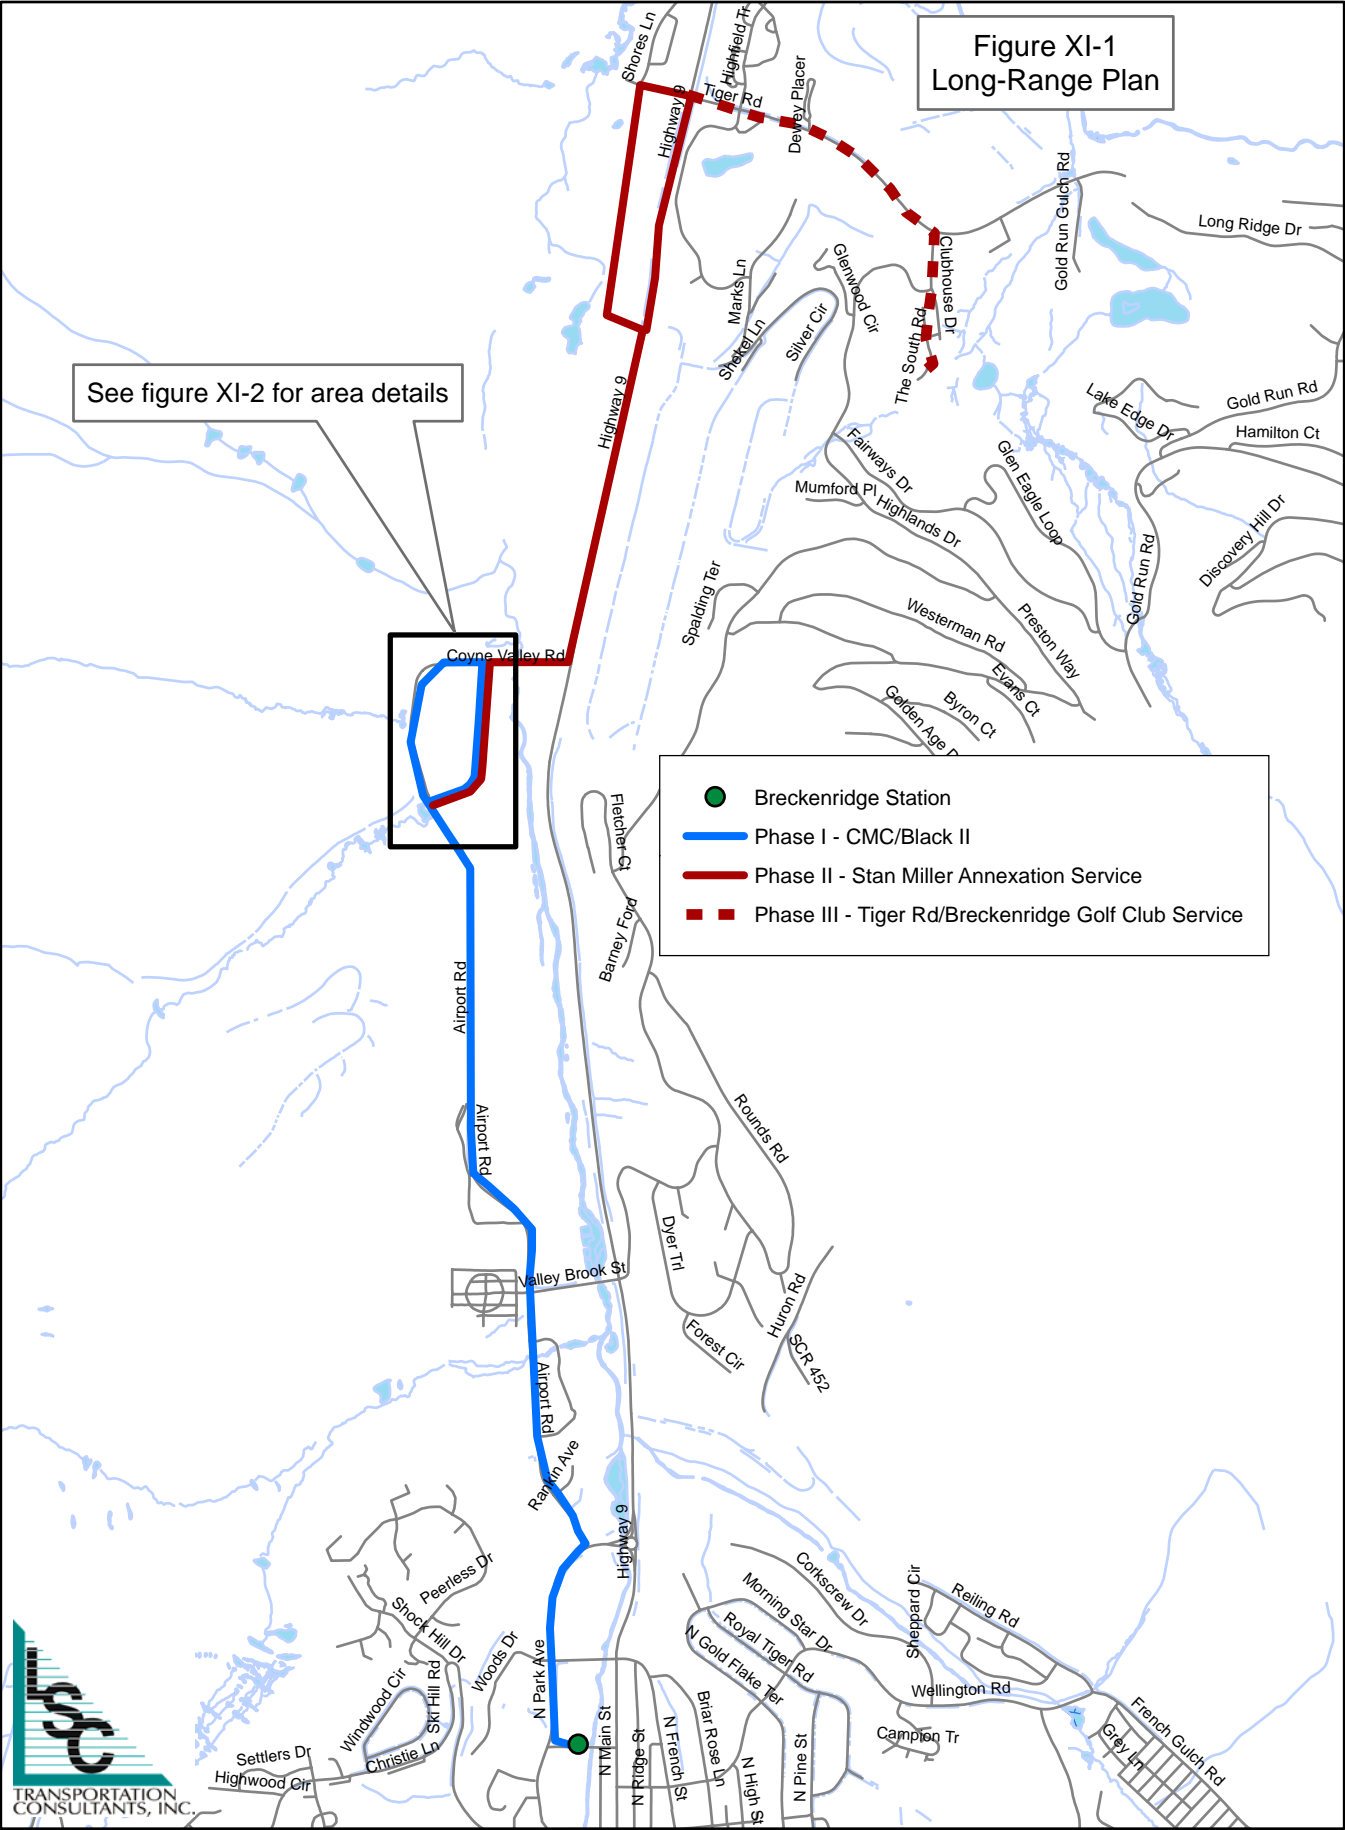 Figure XI-1
Long-Range Plan
Shores Ln
Highfield Tr
Highway 9
Tiger Rd
Dewey Placer
Gold Run Gulch Rd
Long Ridge Dr
Marks Ln
Shekel Ln
Silver Cir
Glenwood Cir
Clubhouse Dr
The South Rd
See figure XI-2 for area details
Highway 9
Lake Edge Dr
Gold Run Rd
Hamilton Ct
Fairways Dr
Mumford Pl
Highlands Dr
Glen Eagle Loop
Discovery Hill Dr
Gold Run Rd
Spalding Ter
Westerman Rd
Preston Way
Evans Ct
Byron Ct
Golden Age D
Coyne Valley Rd
Breckenridge Station
Phase I - CMC/Black II
Phase II - Stan Miller Annexation Service
Phase III - Tiger Rd/Breckenridge Golf Club Service
Fletcher Ct
Barney Ford
Airport Rd
Airport Rd
Rounds Rd
Dyer Trl
Valley Brook St
Huron Rd
Forest Cir
SCR 452
Airport Rd
Rankin Ave
Highway 9
Peerless Dr
Shock Hill Dr
Corkscrew Dr
Morning Star Dr
Royal Tiger Rd
N Gold Flake Ter
Sheppard Cir
Reiling Rd
Wellington Rd
Woods Dr
N Park Ave
Windwood Cir
Ski Hill Rd
Christie Ln
Settlers Dr
Highwood Cir
N Main St
N Ridge St
N French St
Briar Rose Ln
N High St
N Pine St
Campion Tr
Grey Ln
French Gulch Rd
LSC
TRANSPORTATION
CONSULTANTS, INC.